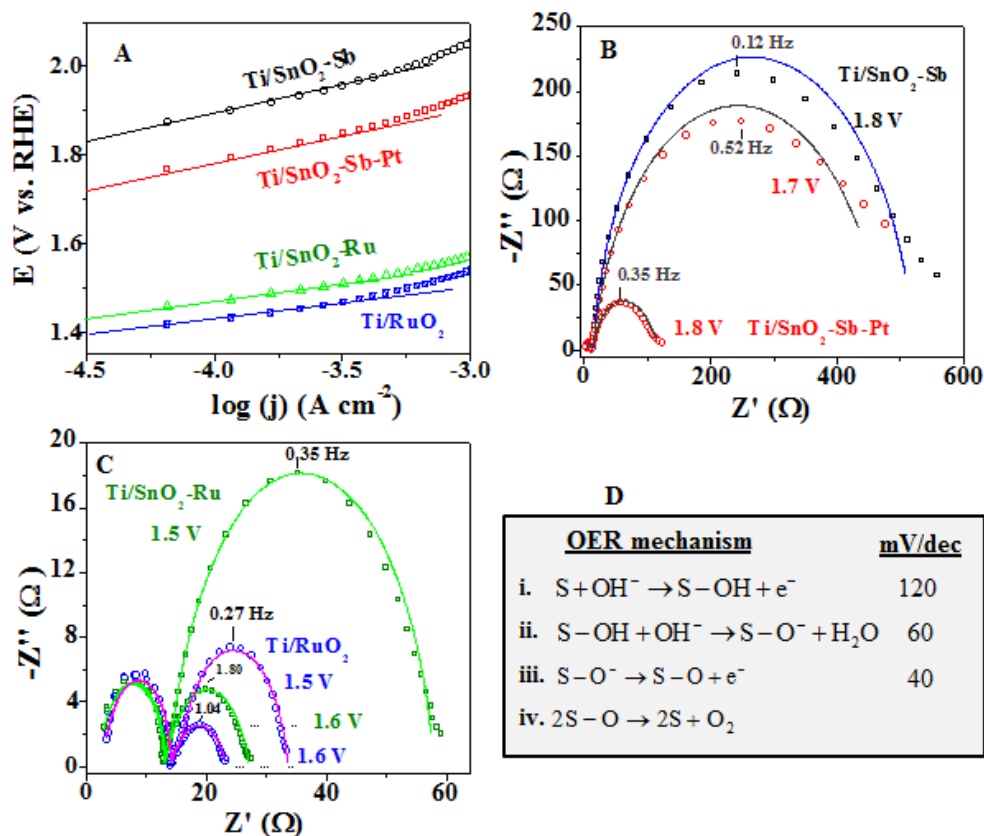 A
Ti/SnO₂-Sb
Ti/SnO₂-Sb-Pt
Ti/SnO₂-Ru
Ti/RuO₂
E (V vs. RHE)
2.0
1.8
1.6
1.4
-4.5 -4.0 -3.5 -3.0
log (j) (A cm⁻²)
B
0.12 Hz
Ti/SnO₂-Sb
1.8 V
0.52 Hz
1.7 V
0.35 Hz
1.8 V Ti/SnO₂-Sb-Pt
-Z'' (Ω)
-250
200
150
100
50
0
0 200 400 600
Z' (Ω)
C
0.35 Hz
Ti/SnO₂-Ru
1.5 V
0.27 Hz
Ti/RuO₂
1.80
1.5 V
1.04
1.6 V
1.6 V
-Z'' (Ω)
20
16
12
8
4
0
0 20 40 60
Z' (Ω)
D
OER mechanism mV/dec
i. S+OH⁻ → S−OH+e⁻ 120
ii. S−OH+OH⁻ → S−O⁻+H₂O 60
iii. S−O⁻ → S−O+e⁻ 40
iv. 2S−O → 2S+O₂